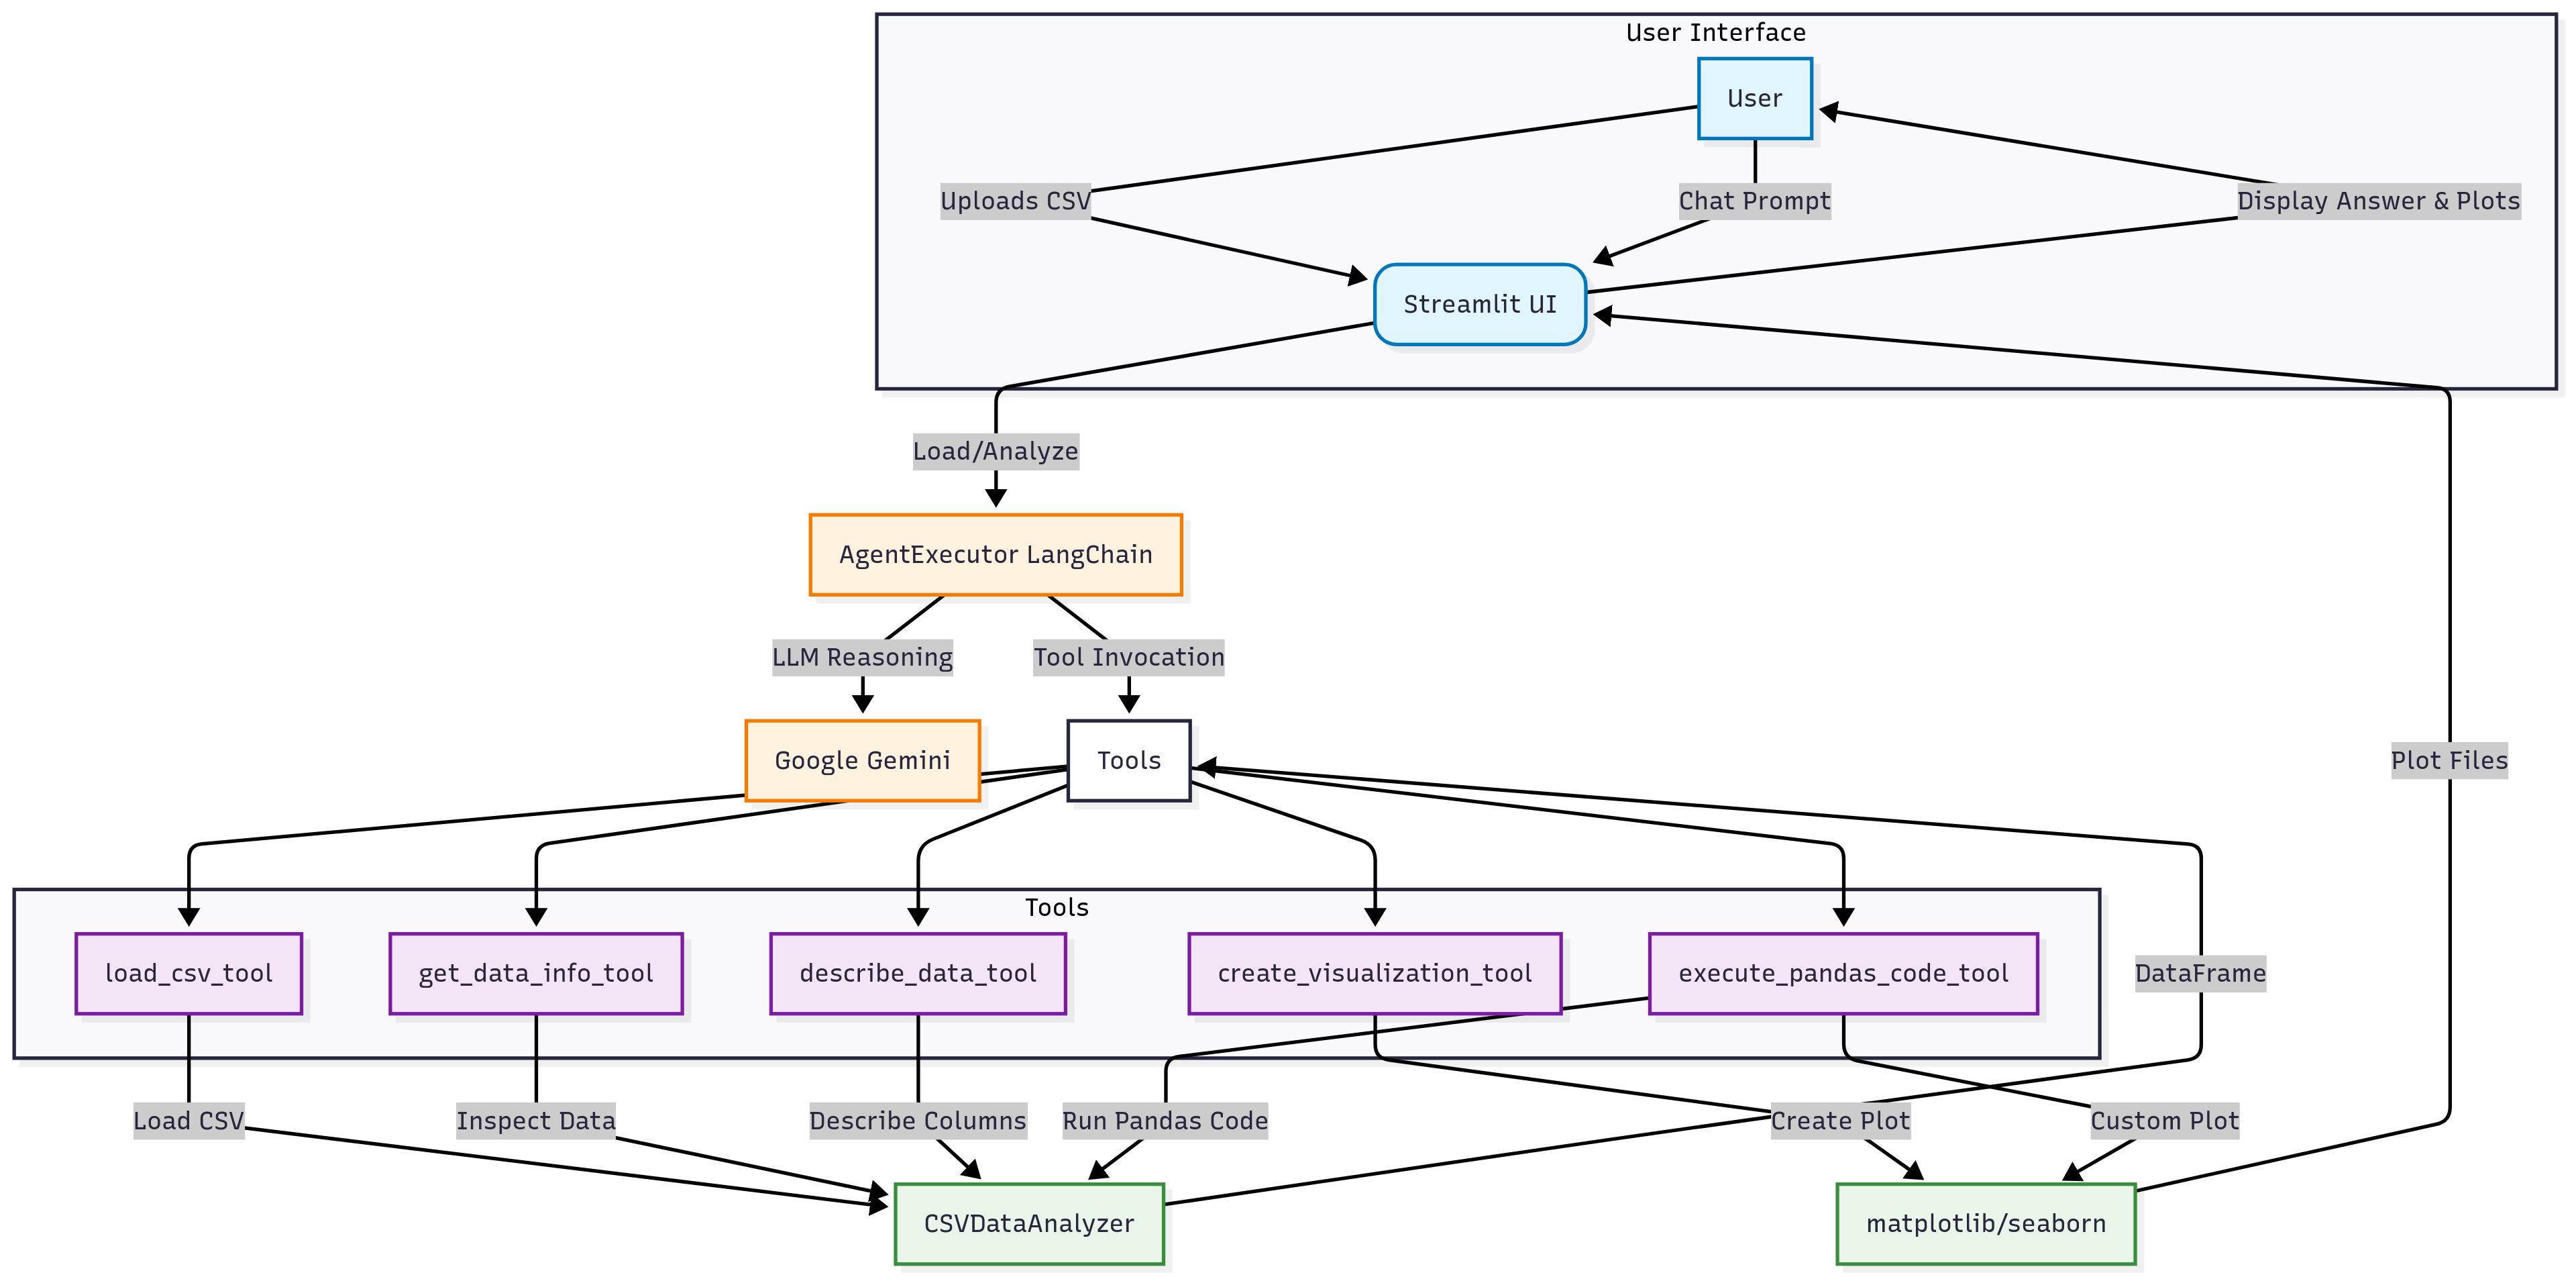 User Interface
User
Uploads CSV
Chat Prompt
Display Answer & Plots
Streamlit UI
Load/Analyze
AgentExecutor LangChain
LLM Reasoning
Tool Invocation
Google Gemini
Tools
Plot Files
Tools
load_csv_tool
get_data_info_tool
describe_data_tool
create_visualization_tool
execute_pandas_code_tool
DataFrame
Load CSV
Inspect Data
Describe Columns
Run Pandas Code
Create Plot
Custom Plot
CSVDataAnalyzer
matplotlib/seaborn